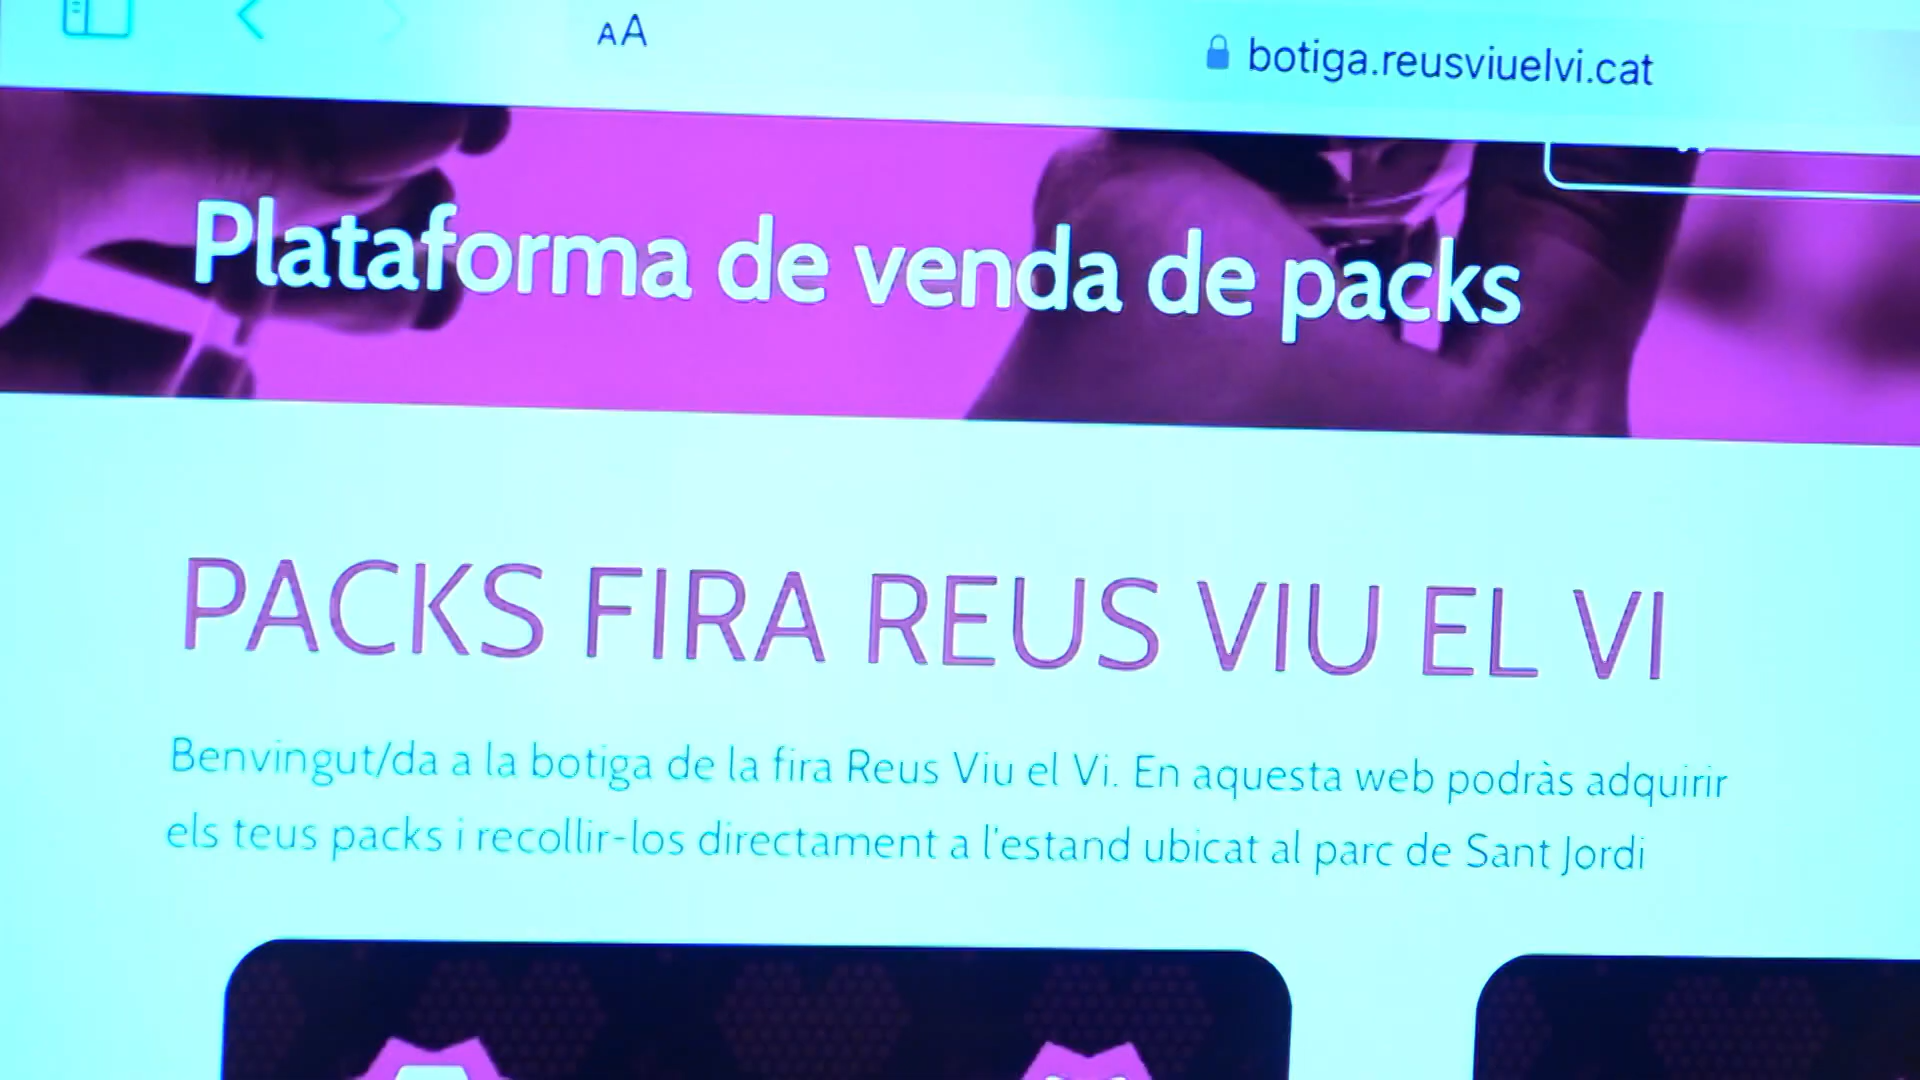 AA
botiga.reusviuelvi.cat
Plataforma de venda de packs
PACKS FIRA REUS VIU EL VI
Benvingut/da a la botiga de la fira Reus Viu el Vi. En aquesta web podràs adquirir
els teus packs i recollir-los directament a l'estand ubicat al parc de Sant Jordi